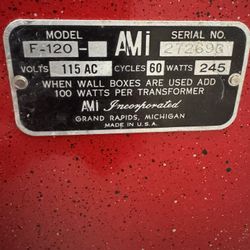 MODEL AMi SERIAL NO.
F-120- 272696
VOLTS 115 AC CYCLES 60 WATTS 245
WHEN WALL BOXES ARE USED ADD
100 WATTS PER TRANSFORMER
AMi Incorporated
GRAND RAPIDS, MICHIGAN
MADE IN U.S.A.